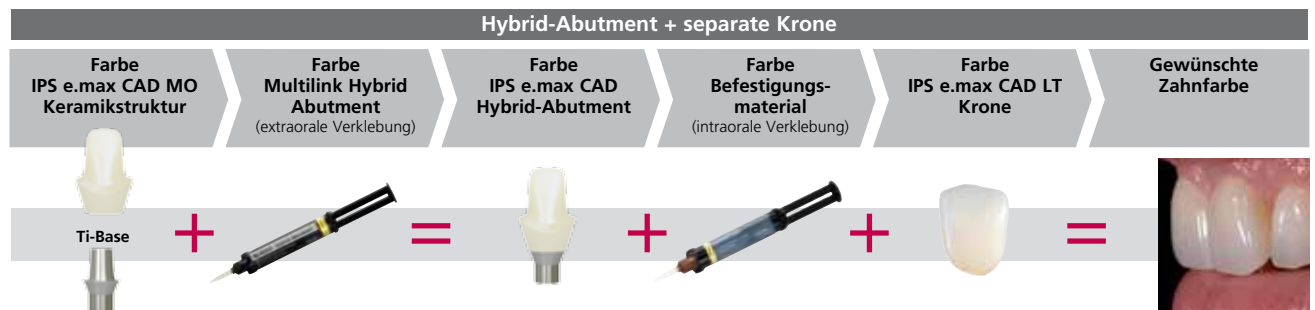 Hybrid-Abutment + separate Krone
Farbe
IPS e.max CAD MO
Keramikstruktur
Farbe
Multilink Hybrid
Abutment
(extraorale Verklebung)
Farbe
IPS e.max CAD
Hybrid-Abutment
Farbe
Befestigungs-
material
(intraorale Verklebung)
Farbe
IPS e.max CAD LT
Krone
Gewünschte
Zahnfarbe
Ti-Base
+
=
+
+
=